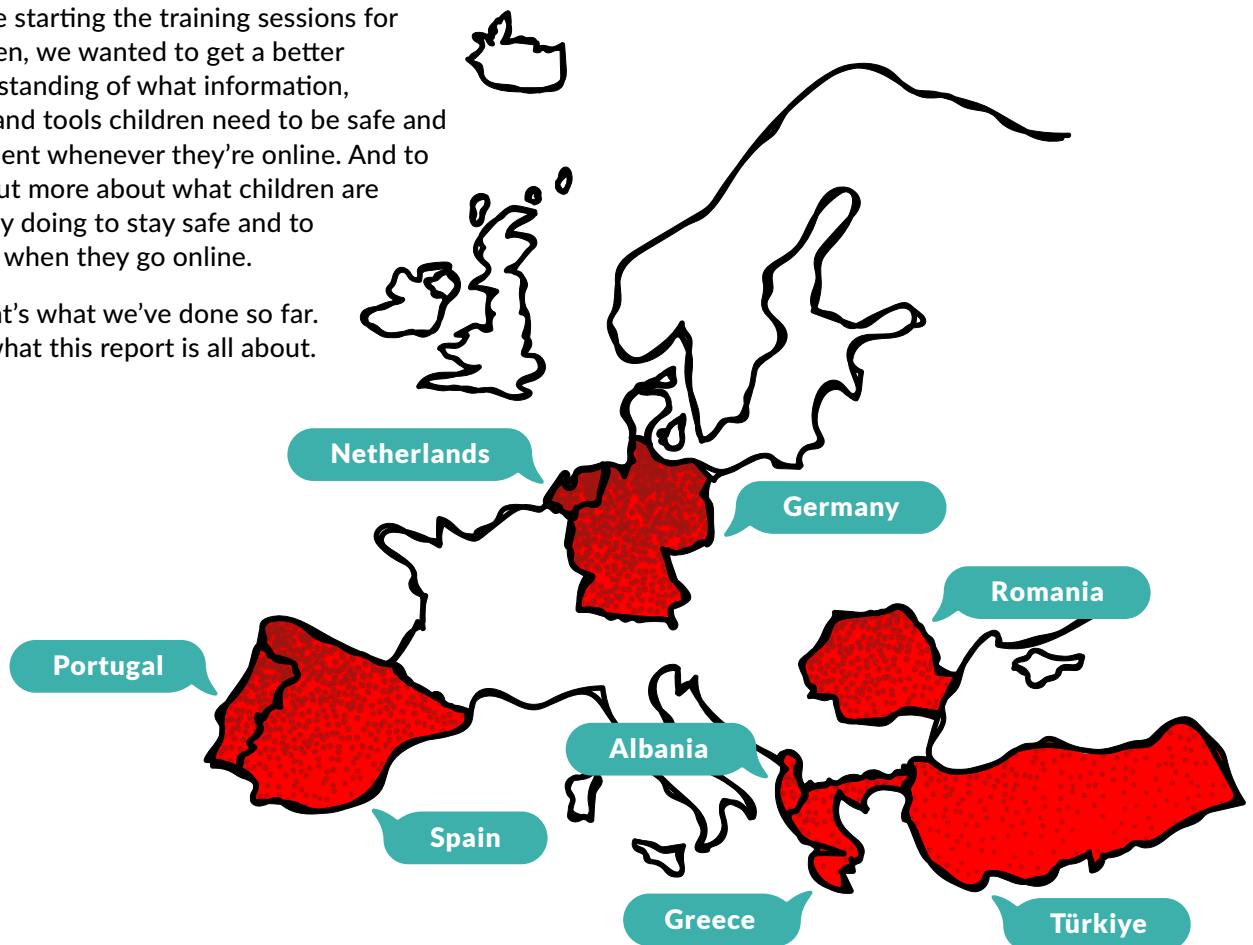 e starting the training sessions for
en, we wanted to get a better
standing of what information,
and tools children need to be safe and
ent whenever they're online. And to
ut more about what children are
y doing to stay safe and to
when they go online.
at's what we've done so far.
what this report is all about.
Netherlands
Germany
Romania
Portugal
Albania
Spain
Greece
Türkiye